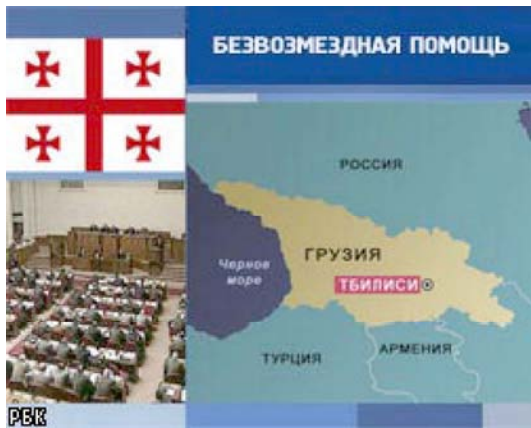 БЕЗВОЗМЕЗДНАЯ ПОМОЩЬ
РОССИЯ
ГРУЗИЯ
Черное
море
ТБИЛИСИ
ТУРЦИЯ
АРМЕНИЯ
РБК